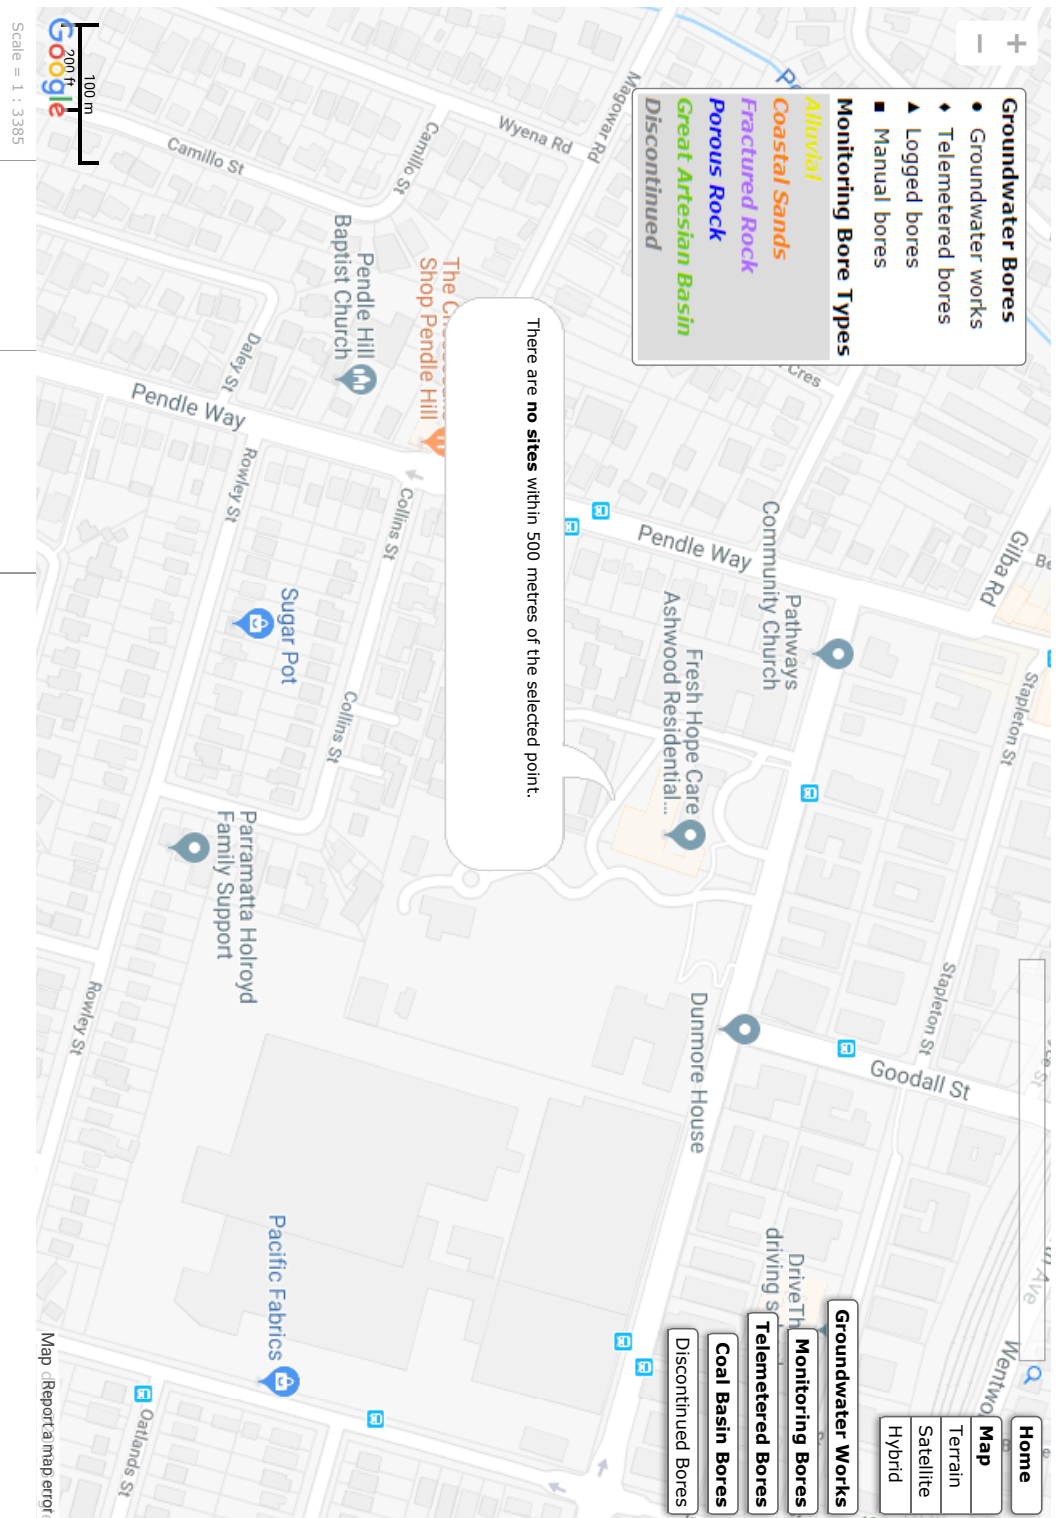 Groundwater Bores
Groundwater works
Telemetered bores
Logged bores
Manual bores
Monitoring Bore Types
Alluvial
Coastal Sands
Fractured Rock
Porous Rock
Great Artesian Basin
Discontinued
Home
Map
Terrain
Satellite
Hybrid
Groundwater Works
Monitoring Bores
Telemetered Bores
Coal Basin Bores
Discontinued Bores
There are no sites within 500 metres of the selected point.
Gilba Rd
Stapleton St
Stapleton St
Goodall St
Cres
Pathways
Community Church
Pendle Way
Fresh Hope Care
Ashwood Residential...
Dunmore House
Magowar Rd
Wyena Rd
Camillo St
Camillo St
Shop Pendle Hill
Pendle Hill
Baptist Church
Daley St
Pendle Way
Rowley St
Collins St
Sugar Pot
Collins St
Parramatta Holroyd
Family Support
Rowley St
Pacific Fabrics
Oatlands St
100 m
200 ft
Google
Map
Report a map error
Scale = 1 : 3385